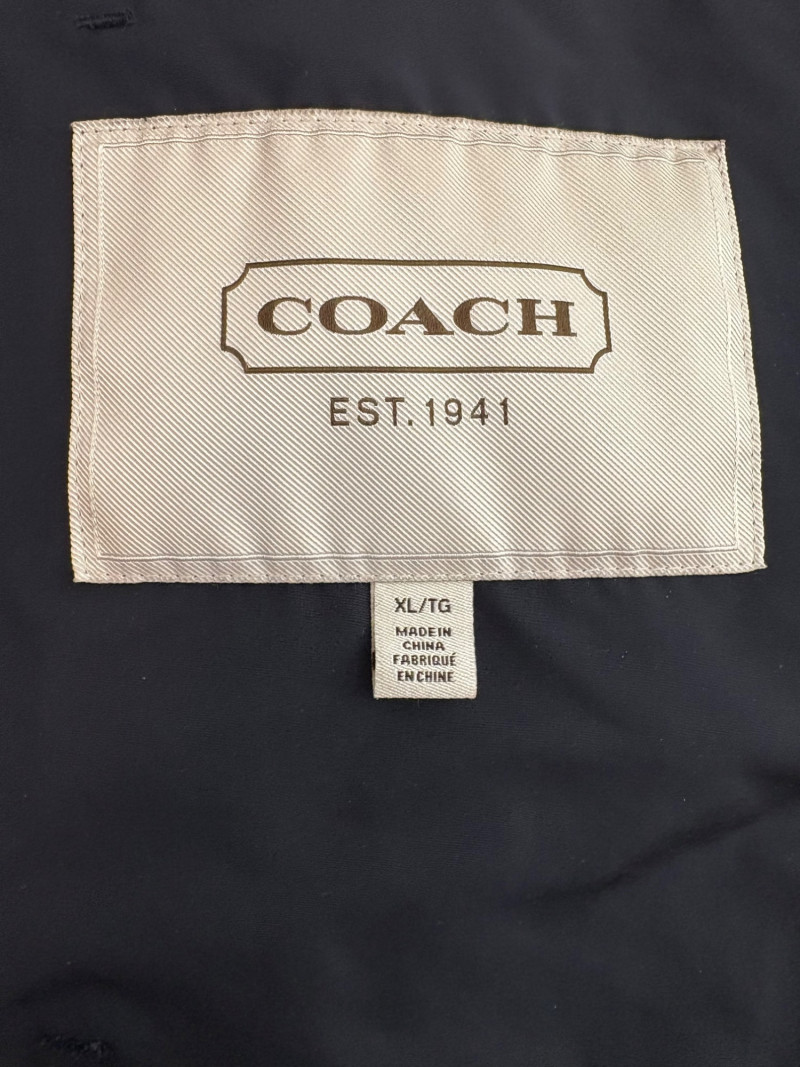 COACH
EST. 1941
XL/TG
MADE IN
CHINA
FABRIQUÉ
EN CHINE